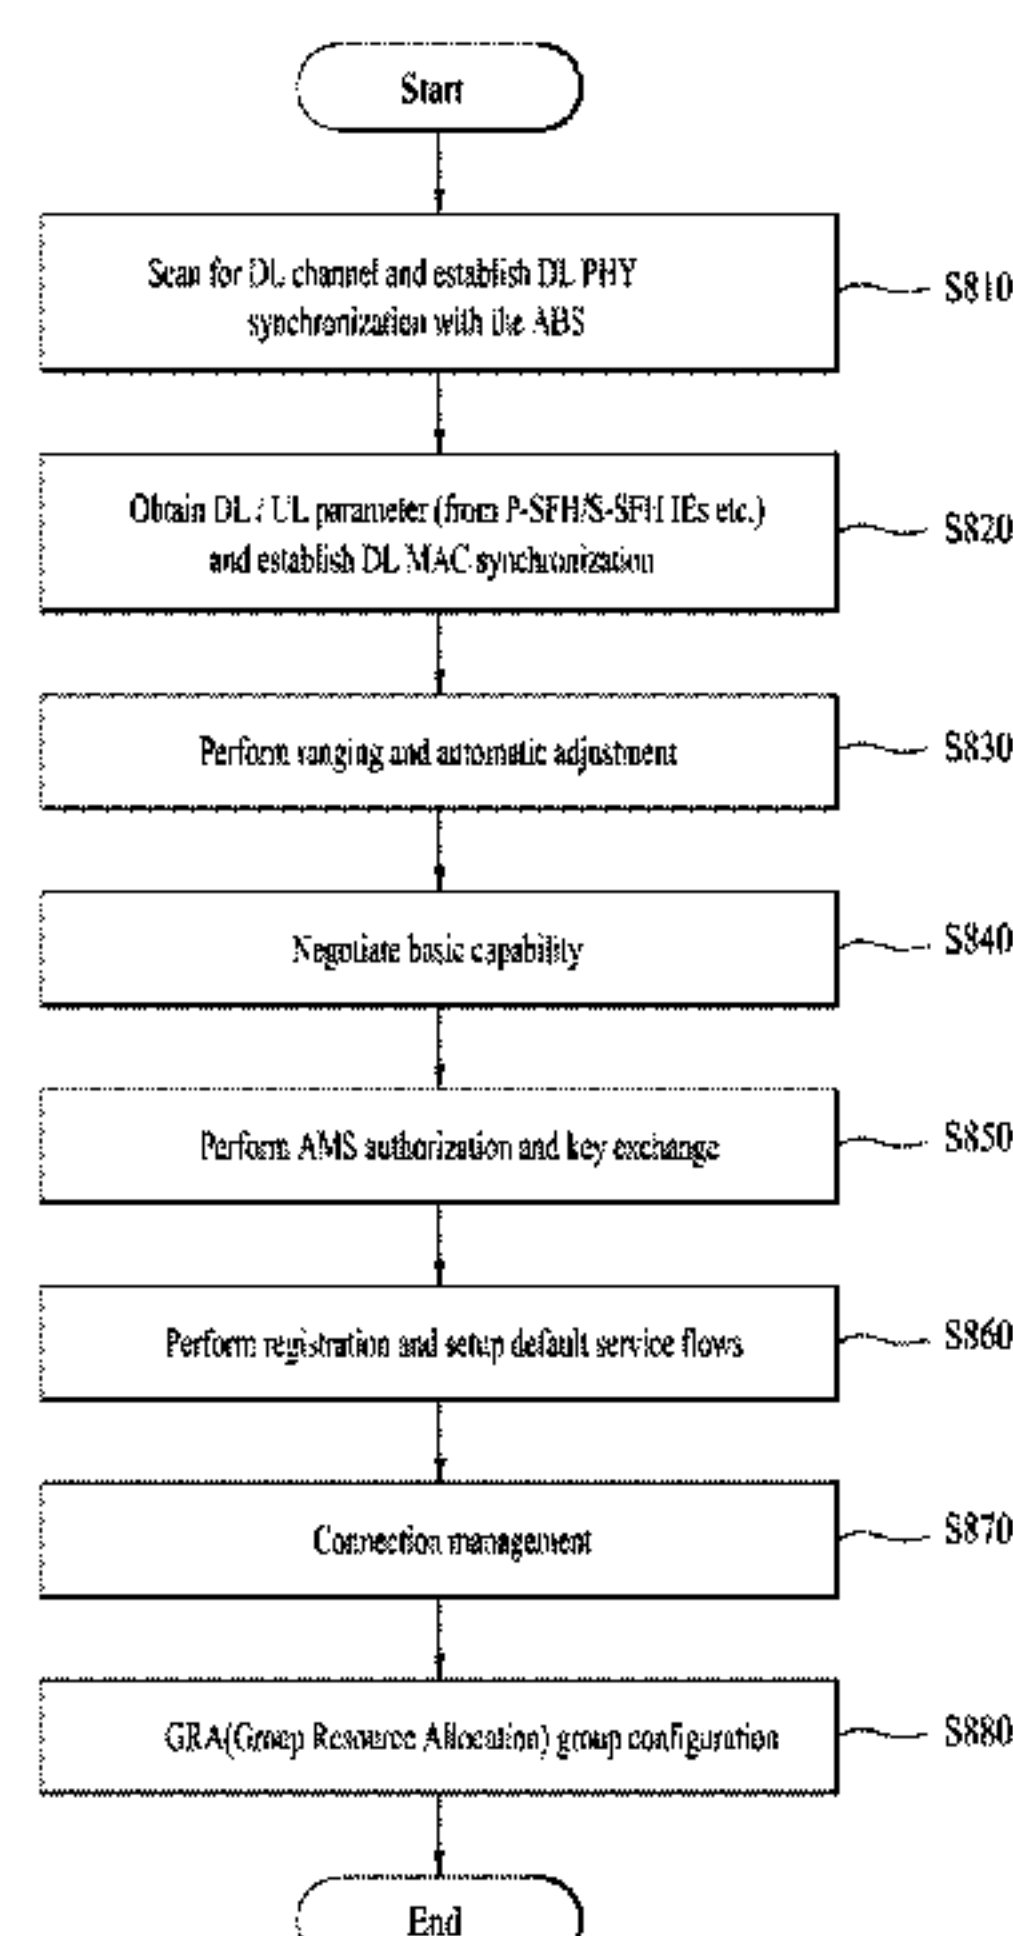 Start
Scan for DL channel and establish DL PHY
synchronization with the ABS
S810
Obtain DL / UL parameter (from P-SFH/S-SFH IEs etc.)
and establish DL MAC synchronization
S820
Perform ranging and automatic adjustment
S830
Negotiate basic capability
S840
Perform AMS authorization and key exchange
S850
Perform registration and setup default service flows
S860
Connection management
S870
GRA(Group Resource Allocation) group configuration
S880
End